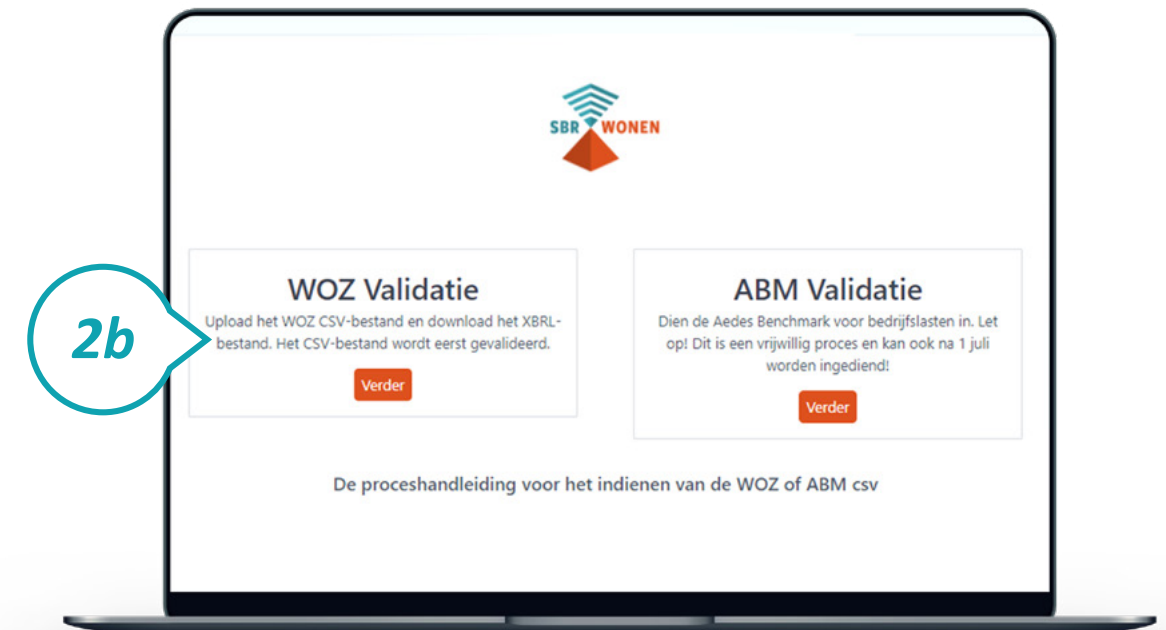 SBR WONEN
2b
WOZ Validatie
Upload het WOZ CSV-bestand en download het XBRL-
bestand. Het CSV-bestand wordt eerst gevalideerd.
Verder
ABM Validatie
Dien de Aedes Benchmark voor bedrijfslasten in. Let
op! Dit is een vrijwillig proces en kan ook na 1 juli
worden ingediend!
Verder
De proceshandleiding voor het indienen van de WOZ of ABM csv